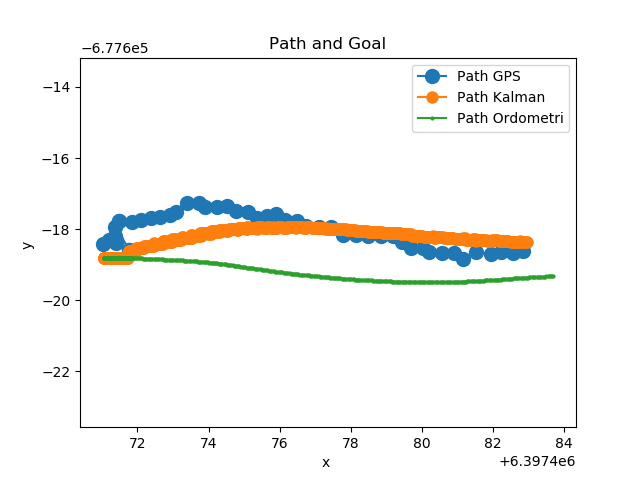 Path and Goal
−6.776e5
Path GPS
Path Kalman
Path Ordometri
−14
−16
−18
−20
−22
y
72 74 76 78 80 82 84
x
+6.3974e6